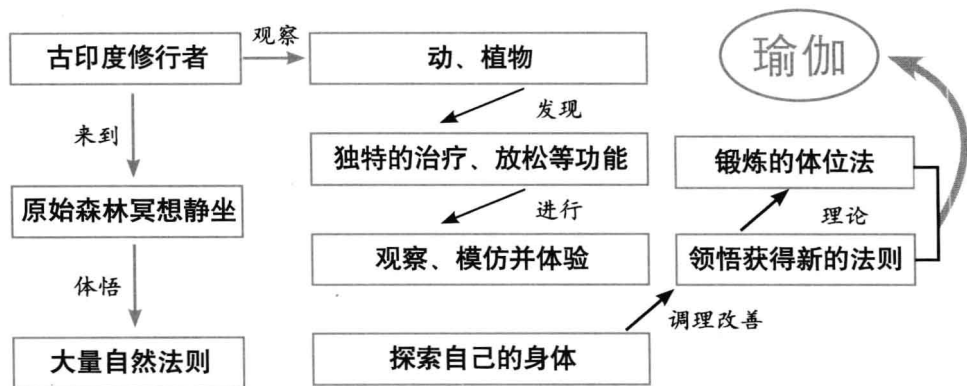 古印度修行者
观察
动、植物
瑜伽
来到
发现
独特的治疗、放松等功能
锻炼的体位法
原始森林冥想静坐
进行
理论
观察、模仿并体验
领悟获得新的法则
体悟
调理改善
大量自然法则
探索自己的身体